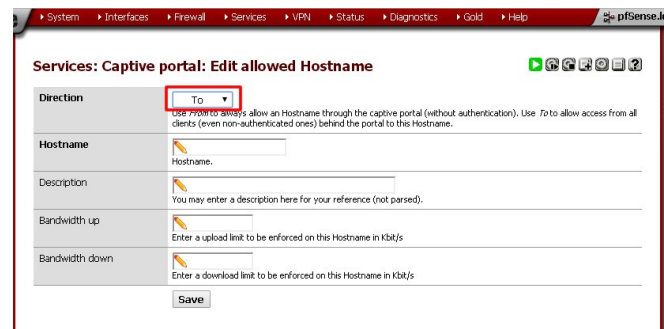 System Interfaces Firewall Services VPN Status Diagnostics Gold Help pfSense.lo
Services: Captive portal: Edit allowed Hostname
Direction
To
Use From to always allow an Hostname through the captive portal (without authentication). Use To to allow access from all
clients (even non-authenticated ones) behind the portal to this Hostname.
Hostname
Hostname.
Description
You may enter a description here for your reference (not parsed).
Bandwidth up
Enter a upload limit to be enforced on this Hostname in Kbit/s
Bandwidth down
Enter a download limit to be enforced on this Hostname in Kbit/s
Save